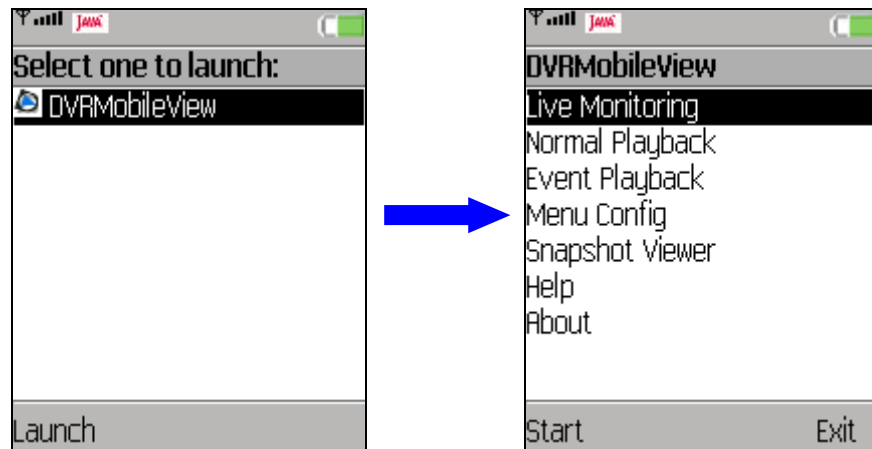 JAVA
Select one to launch:
DVRMobileView
Launch
JAVA
DVRMobileView
Live Monitoring
Normal Playback
Event Playback
Menu Config
Snapshot Viewer
Help
About
Start Exit